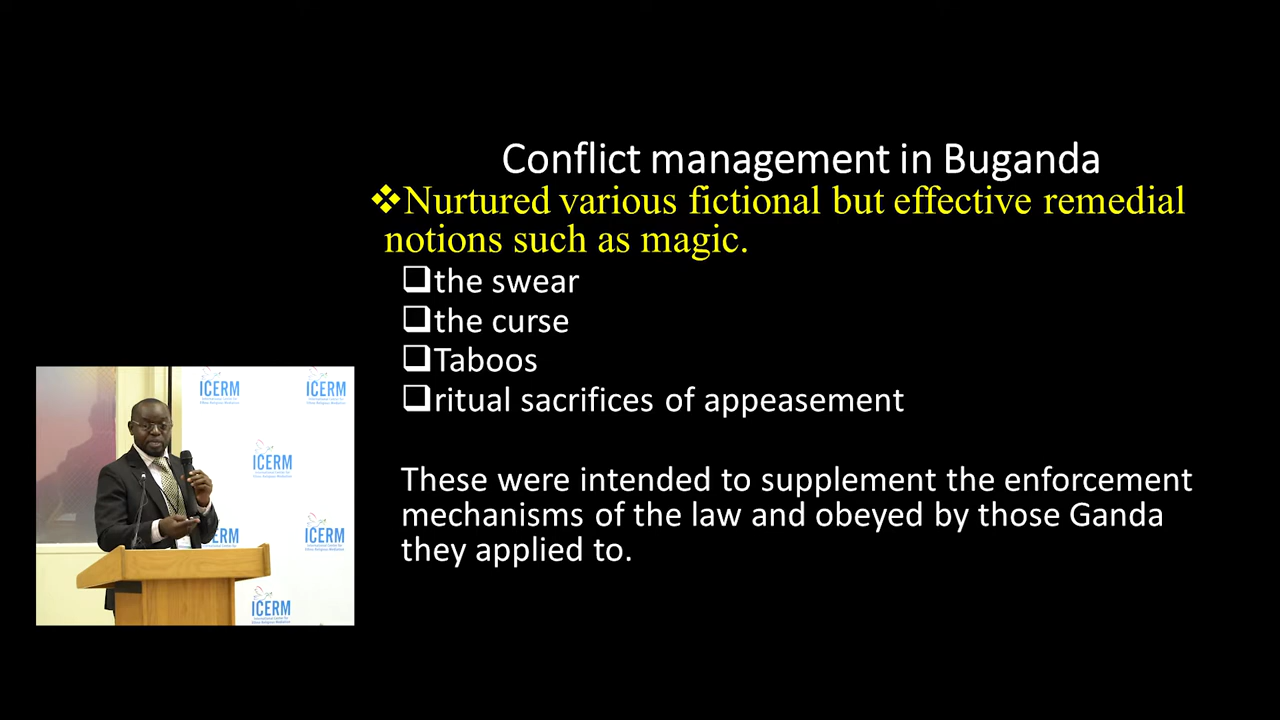 Conflict management in Buganda
❖Nurtured various fictional but effective remedial
notions such as magic.
❑the swear
❑the curse
❑Taboos
❑ritual sacrifices of appeasement
These were intended to supplement the enforcement
mechanisms of the law and obeyed by those Ganda
they applied to.
ICERM
ICERM
ICERM
ICERM
ICERM